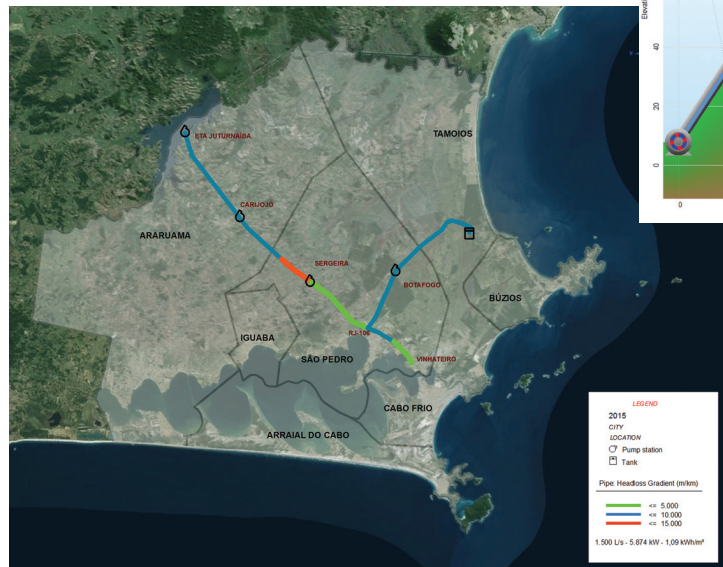 Elevati
40
20
0
0
ETA JUTURNAÍBA
TAMOIOS
CARIJOJÓ
ARARUAMA
SERGEIRA
BOTAFOGO
BÚZIOS
RJ-106
IGUABA
VINHATEIRO
SÃO PEDRO
CABO FRIO
ARRAIAL DO CABO
LEGEND
2015
CITY
LOCATION
Pump station
Tank
Pipe: Headloss Gradient (m/km)
<= 5.000
<= 10.000
<= 15.000
1.500 L/s - 5.874 kW - 1,09 kWh/m³